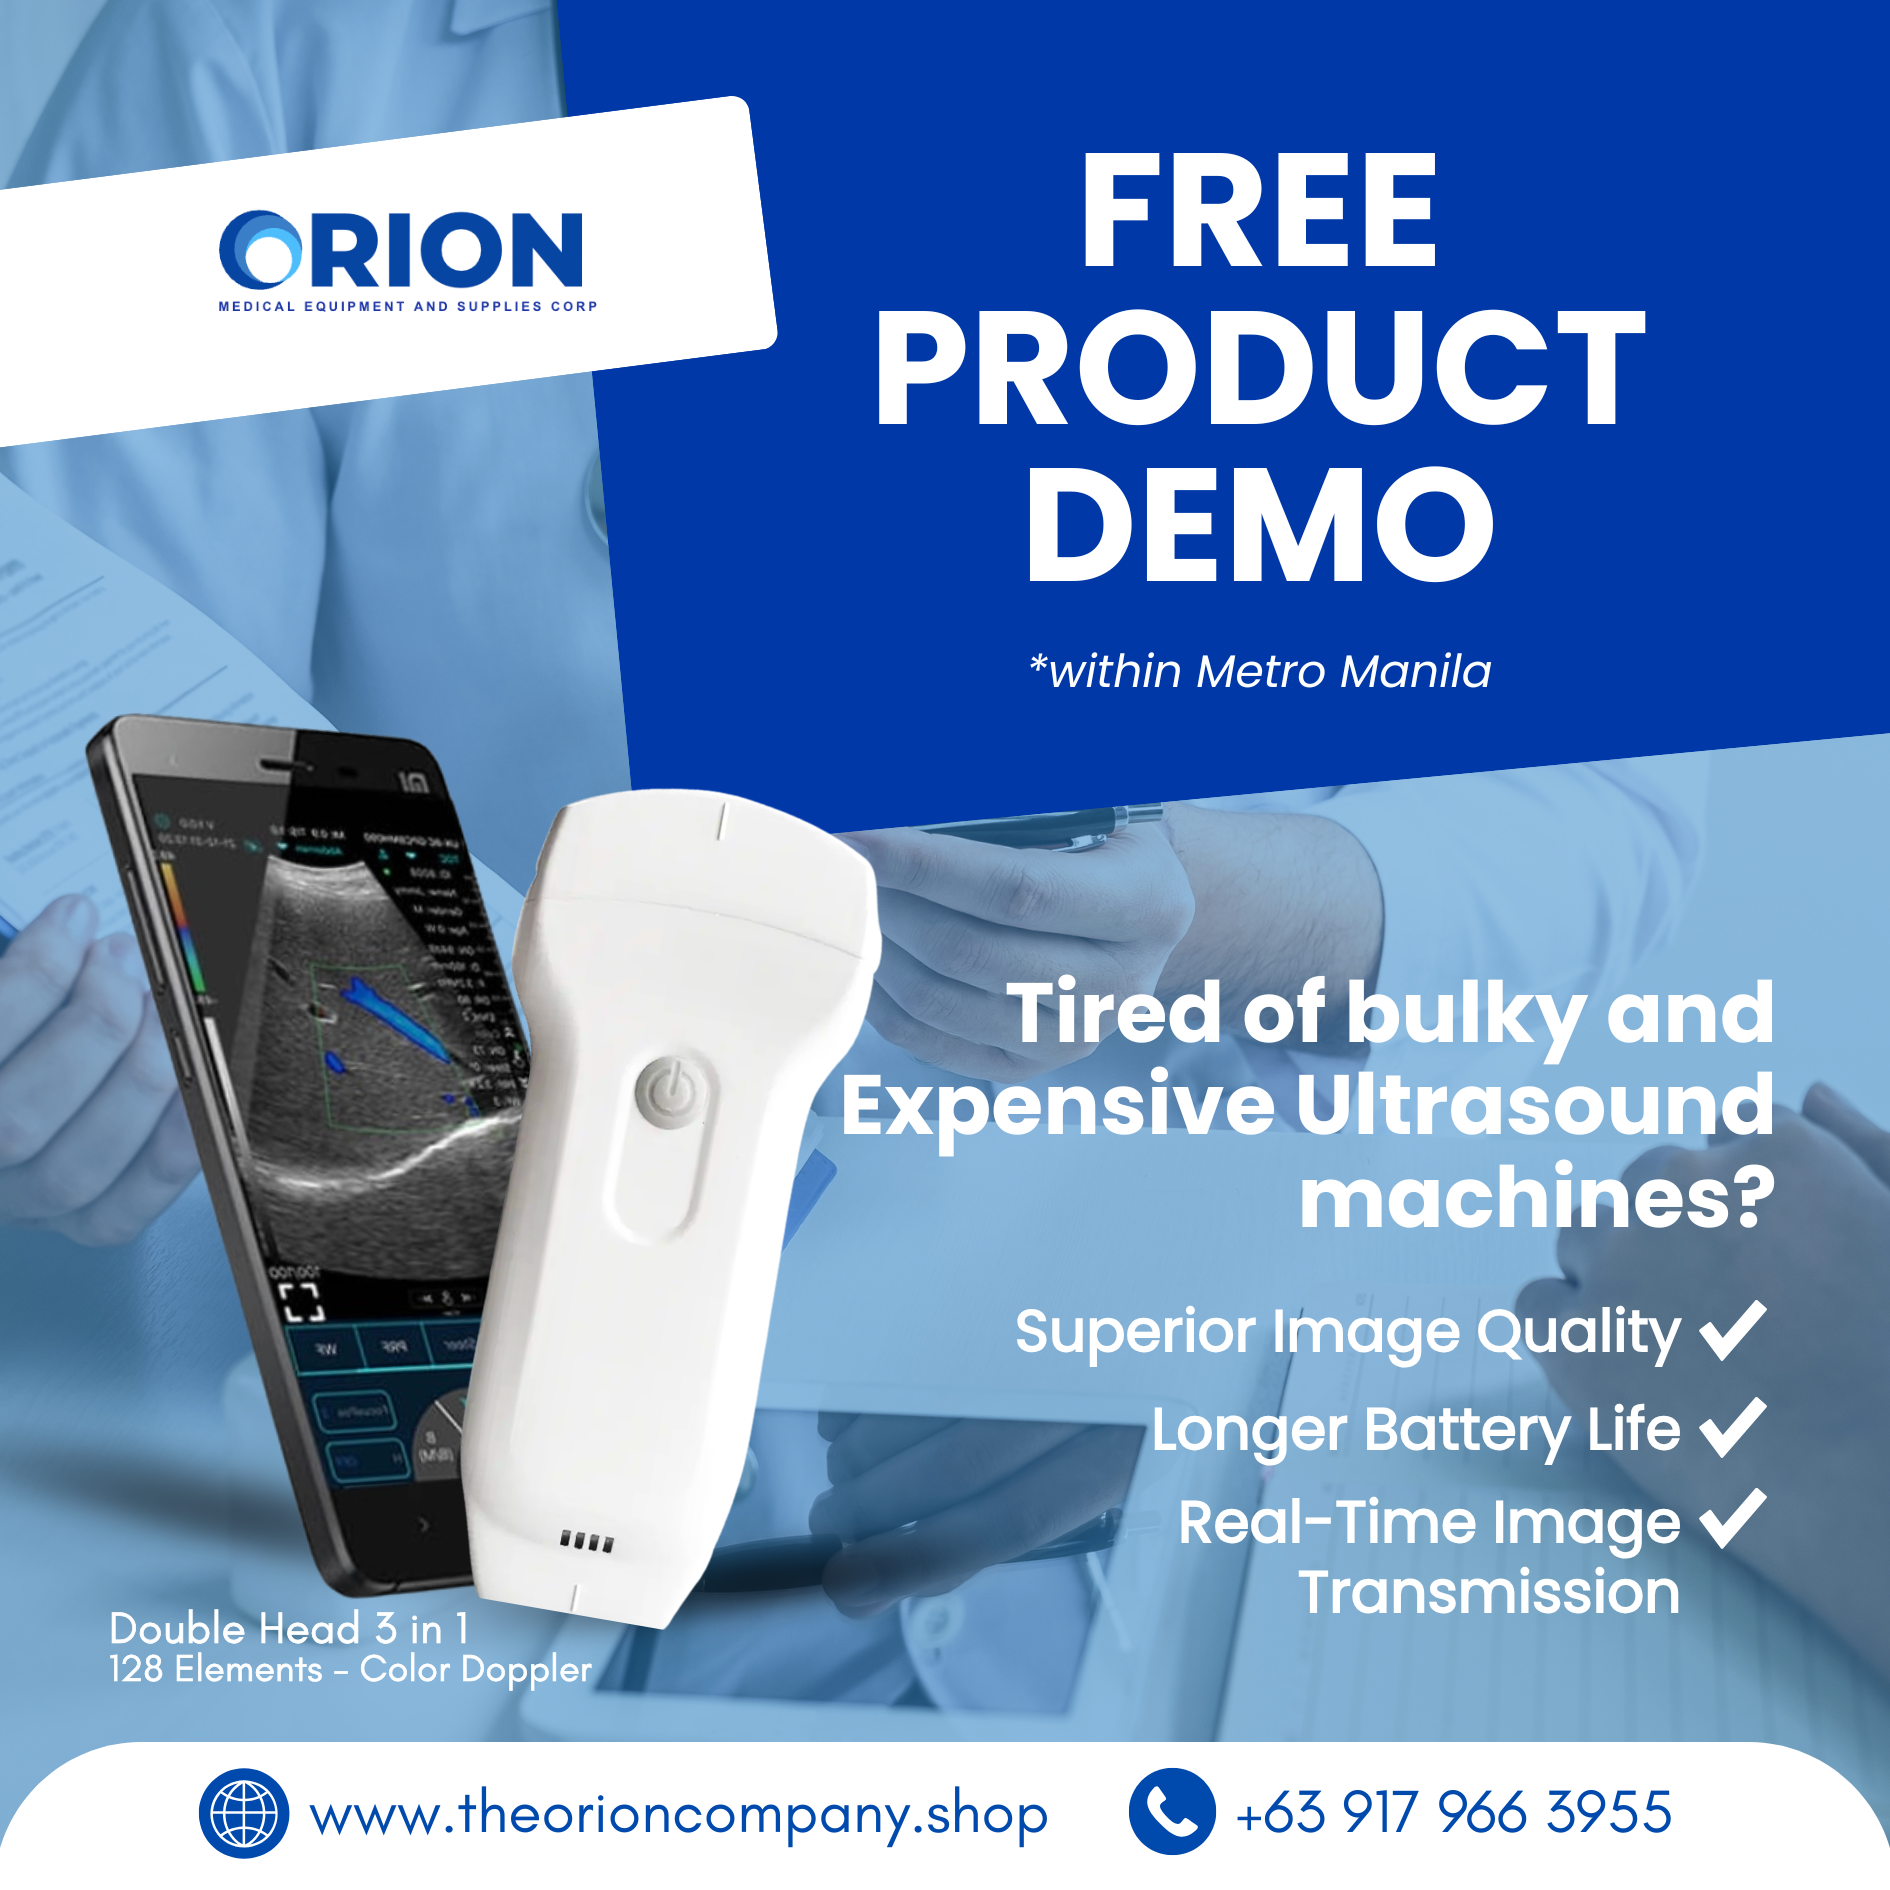 ORION
MEDICAL EQUIPMENT AND SUPPLIES CORP
FREE
PRODUCT
DEMO
*within Metro Manila
Tired of bulky and
Expensive Ultrasound
machines?
Superior Image Quality
Longer Battery Life
Real-Time Image
Transmission
Double Head 3 in 1
128 Elements - Color Doppler
www.theorioncompany.shop
+63 917 966 3955